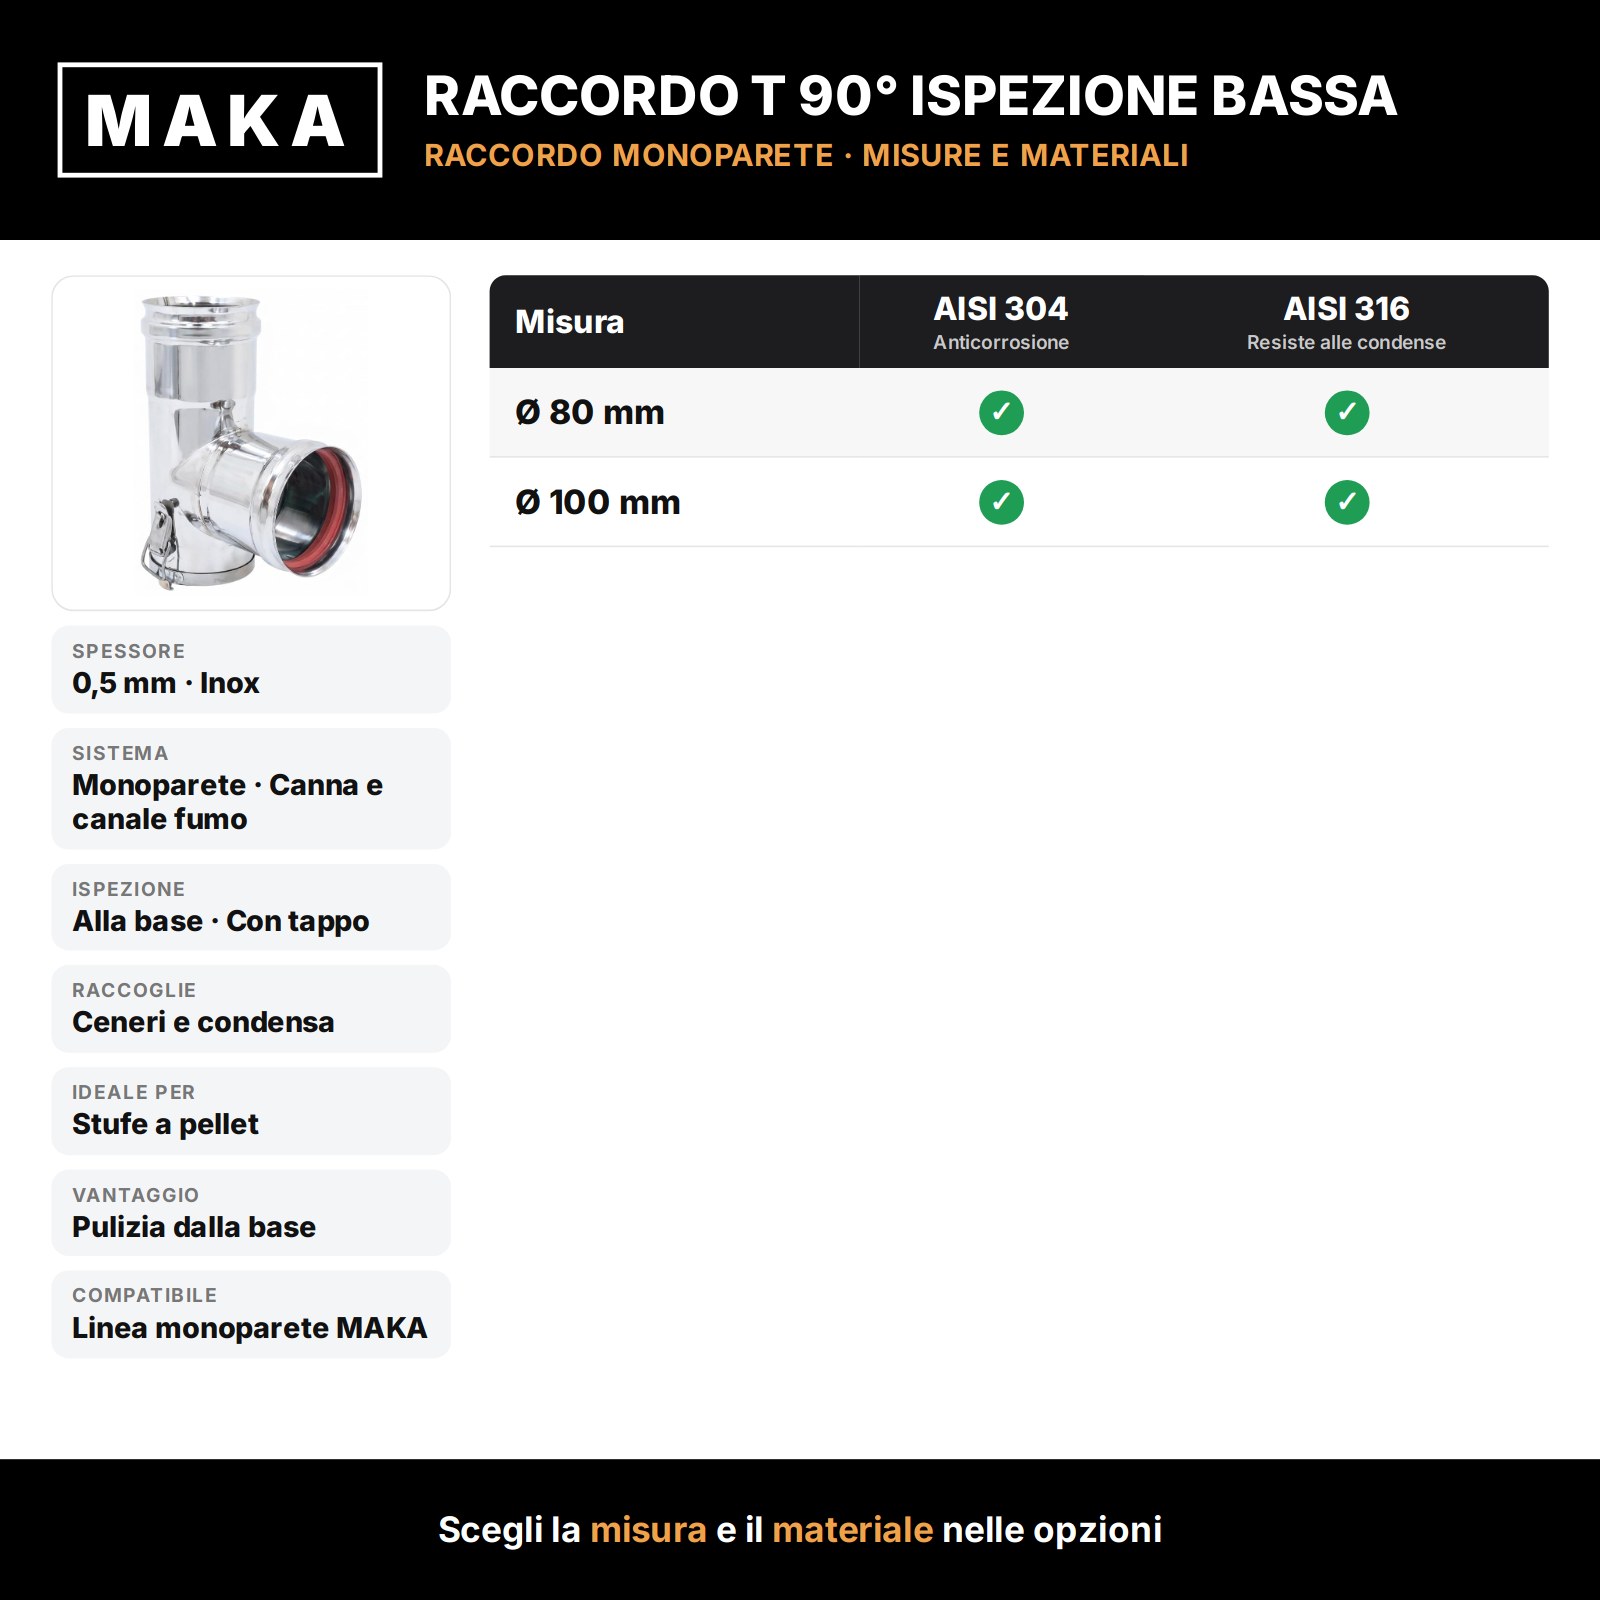 MAKA
RACCORDO T 90° ISPEZIONE BASSA
RACCORDO MONOPARETE · MISURE E MATERIALI
Misura
AISI 304
Anticorrosione
AISI 316
Resiste alle condense
Ø 80 mm ✓ ✓
Ø 100 mm ✓ ✓
SPESSORE
0,5 mm · Inox
SISTEMA
Monoparete · Canna e
canale fumo
ISPEZIONE
Alla base · Con tappo
RACCOGLIE
Ceneri e condensa
IDEALE PER
Stufe a pellet
VANTAGGIO
Pulizia dalla base
COMPATIBILE
Linea monoparete MAKA
Scegli la misura e il materiale nelle opzioni